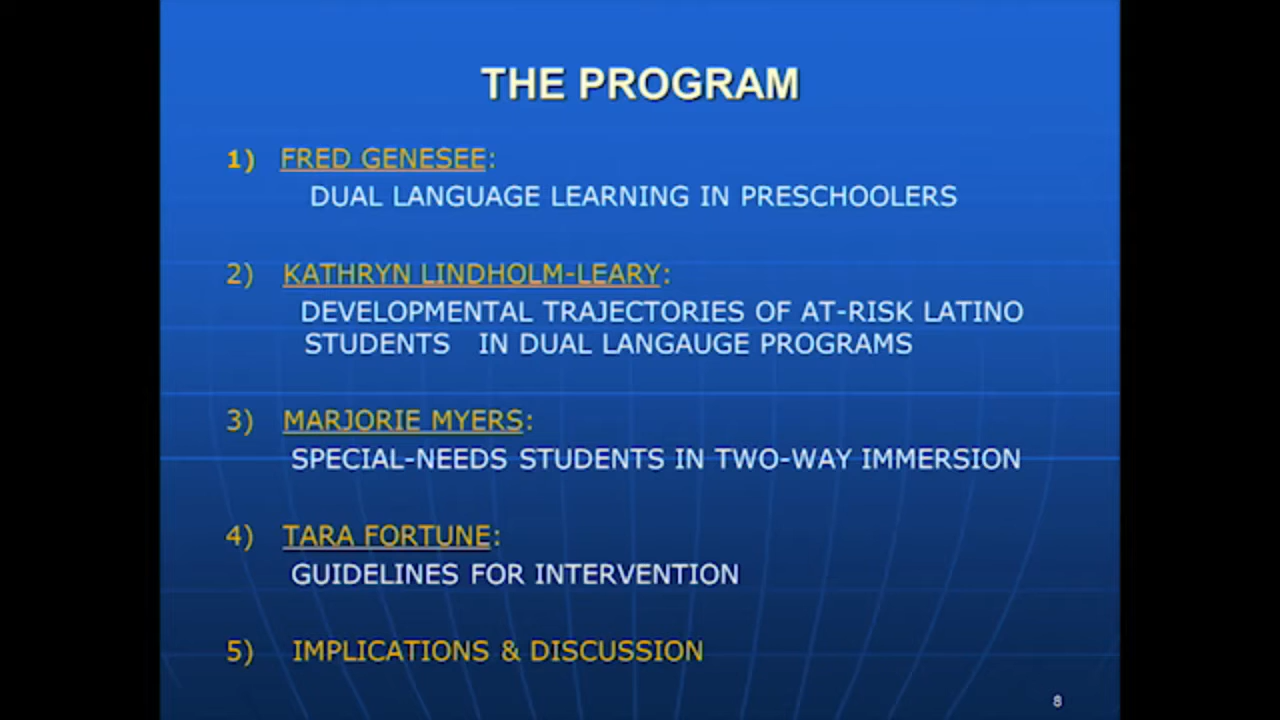 THE PROGRAM
1) FRED GENESEE:
DUAL LANGUAGE LEARNING IN PRESCHOOLERS
2) KATHRYN LINDHOLM-LEARY:
DEVELOPMENTAL TRAJECTORIES OF AT-RISK LATINO
STUDENTS IN DUAL LANGAUGE PROGRAMS
3) MARJORIE MYERS:
SPECIAL-NEEDS STUDENTS IN TWO-WAY IMMERSION
4) TARA FORTUNE:
GUIDELINES FOR INTERVENTION
5) IMPLICATIONS & DISCUSSION
8